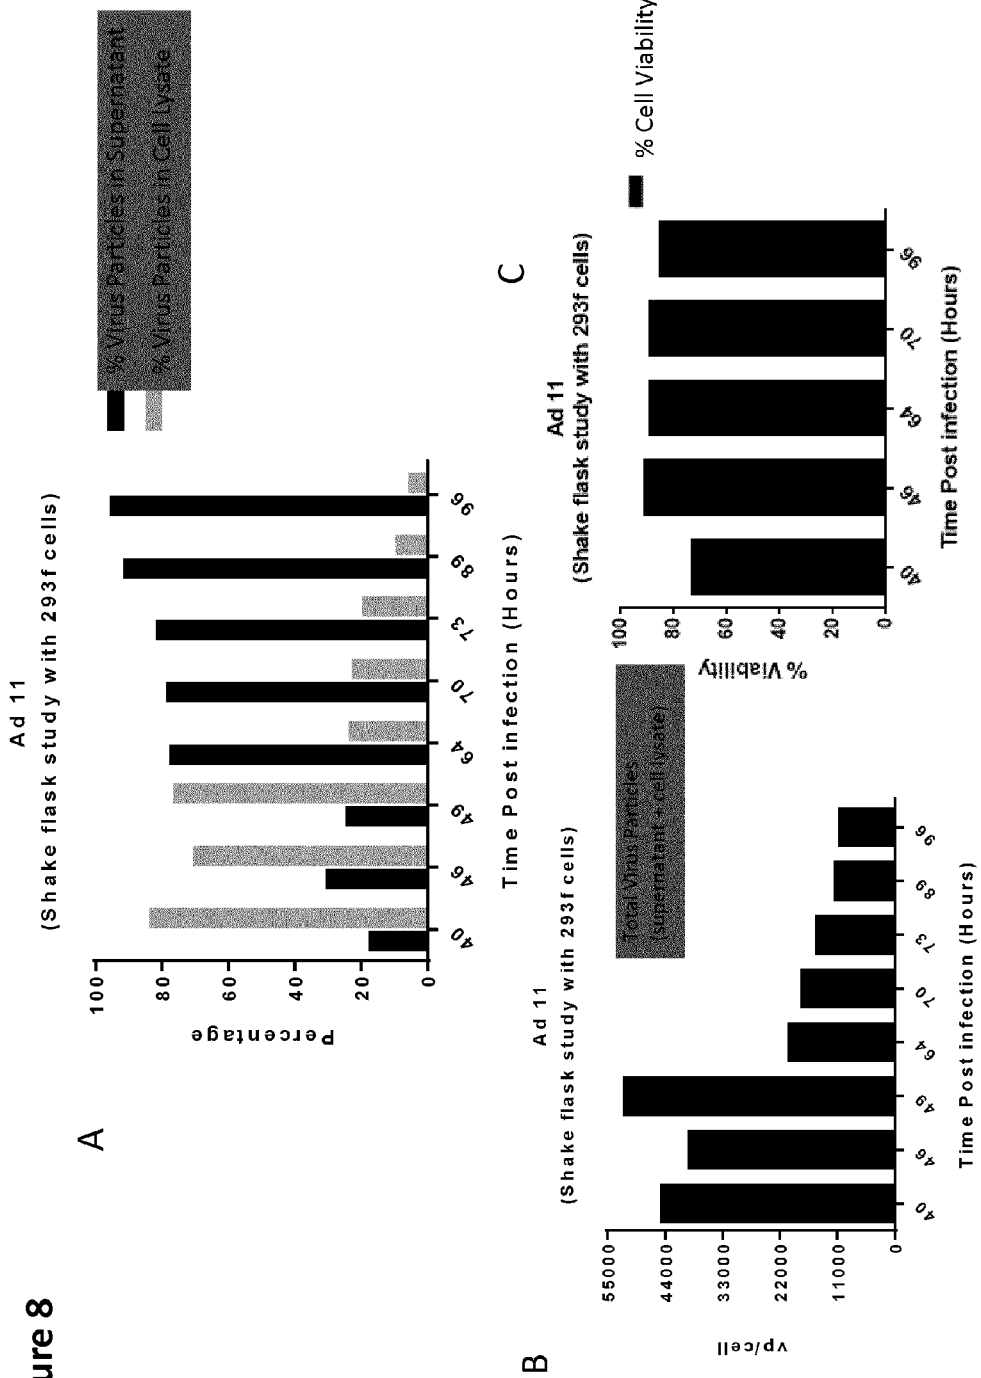 ure 8
A
Ad 11
(Shake flask study with 293f cells)
% Virus Particles in Supernatant
% Virus Particles in Cell Lysate
Percentage
100
80
60
40
20
0
40 46 49 64 70 73 89 96
Time Post infection (Hours)
B
Ad 11
(Shake flask study with 293f cells)
Total Virus Particles
(supernatant + cell lysate)
vp/cell
55000
44000
33000
22000
11000
0
40 46 49 64 70 73 89 96
Time Post infection (Hours)
C
Ad 11
(Shake flask study with 293f cells)
% Cell Viability
% Viability
100
80
60
40
20
0
40 46 64 70 96
Time Post infection (Hours)